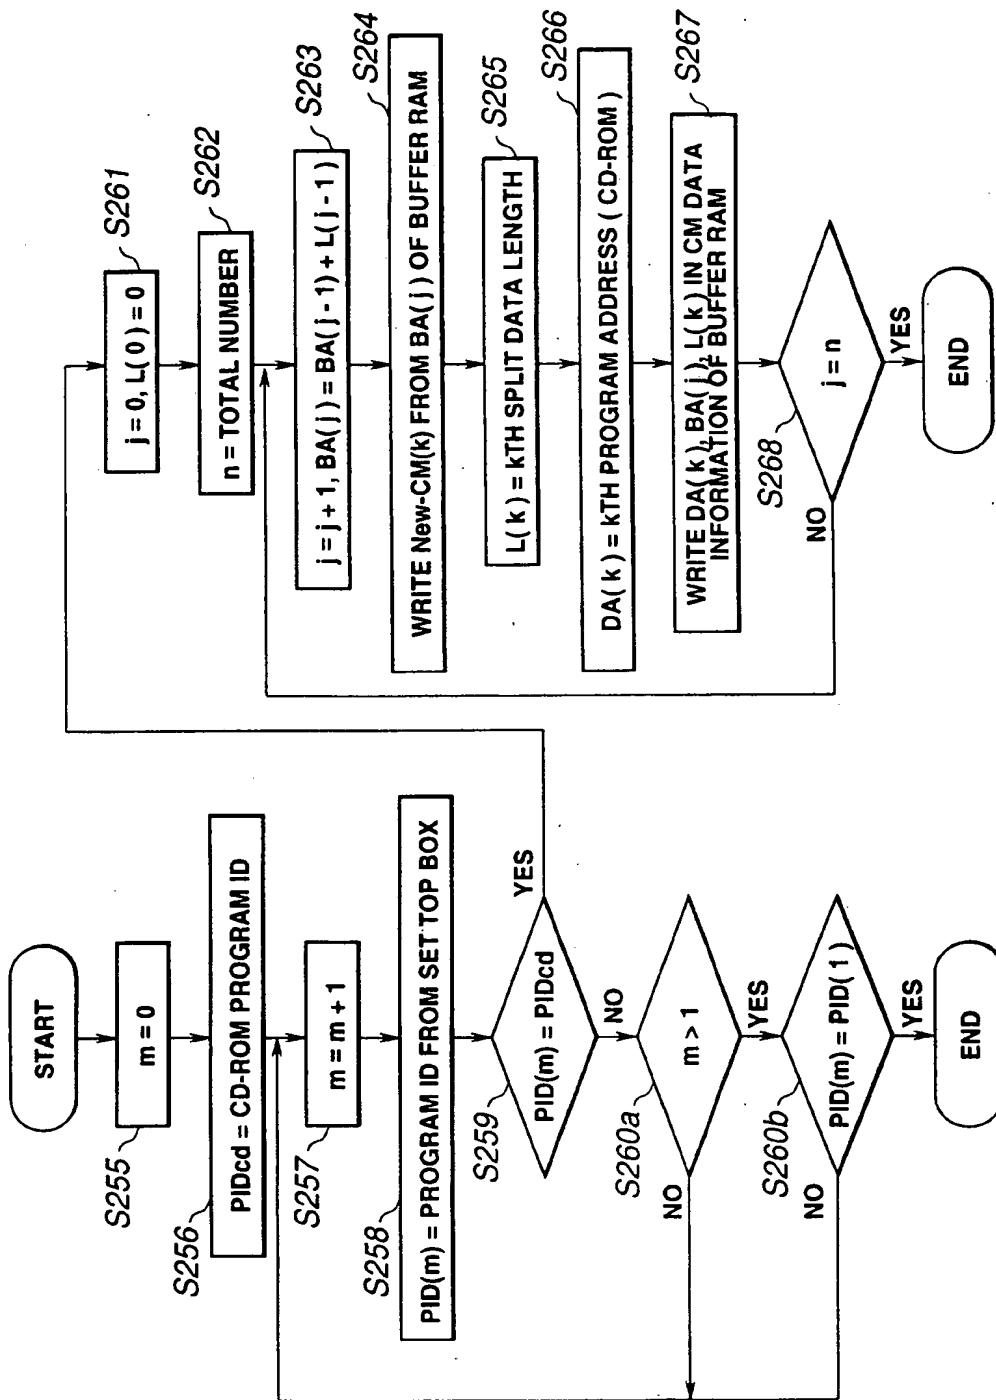 START
S255
m = 0
S256
PIDcd = CD-ROM PROGRAM ID
S257
m = m + 1
S258
PID(m) = PROGRAM ID FROM SET TOP BOX
S259
PID(m) = PIDcd
YES
NO
S260a
m > 1
NO
YES
S260b
PID(m) = PID( 1 )
NO
YES
END
S261
j = 0, L( 0 ) = 0
S262
n = TOTAL NUMBER
S263
j = j + 1, BA( j ) = BA( j - 1 ) + L( j - 1 )
S264
WRITE New-CM(k) FROM BA( j ) OF BUFFER RAM
S265
L( k ) = kTH SPLIT DATA LENGTH
S266
DA( k ) = kTH PROGRAM ADDRESS ( CD-ROM )
S267
WRITE DA( k ), BA( j ), L( k ) IN CM DATA
INFORMATION OF BUFFER RAM
S268
j = n
NO
YES
END